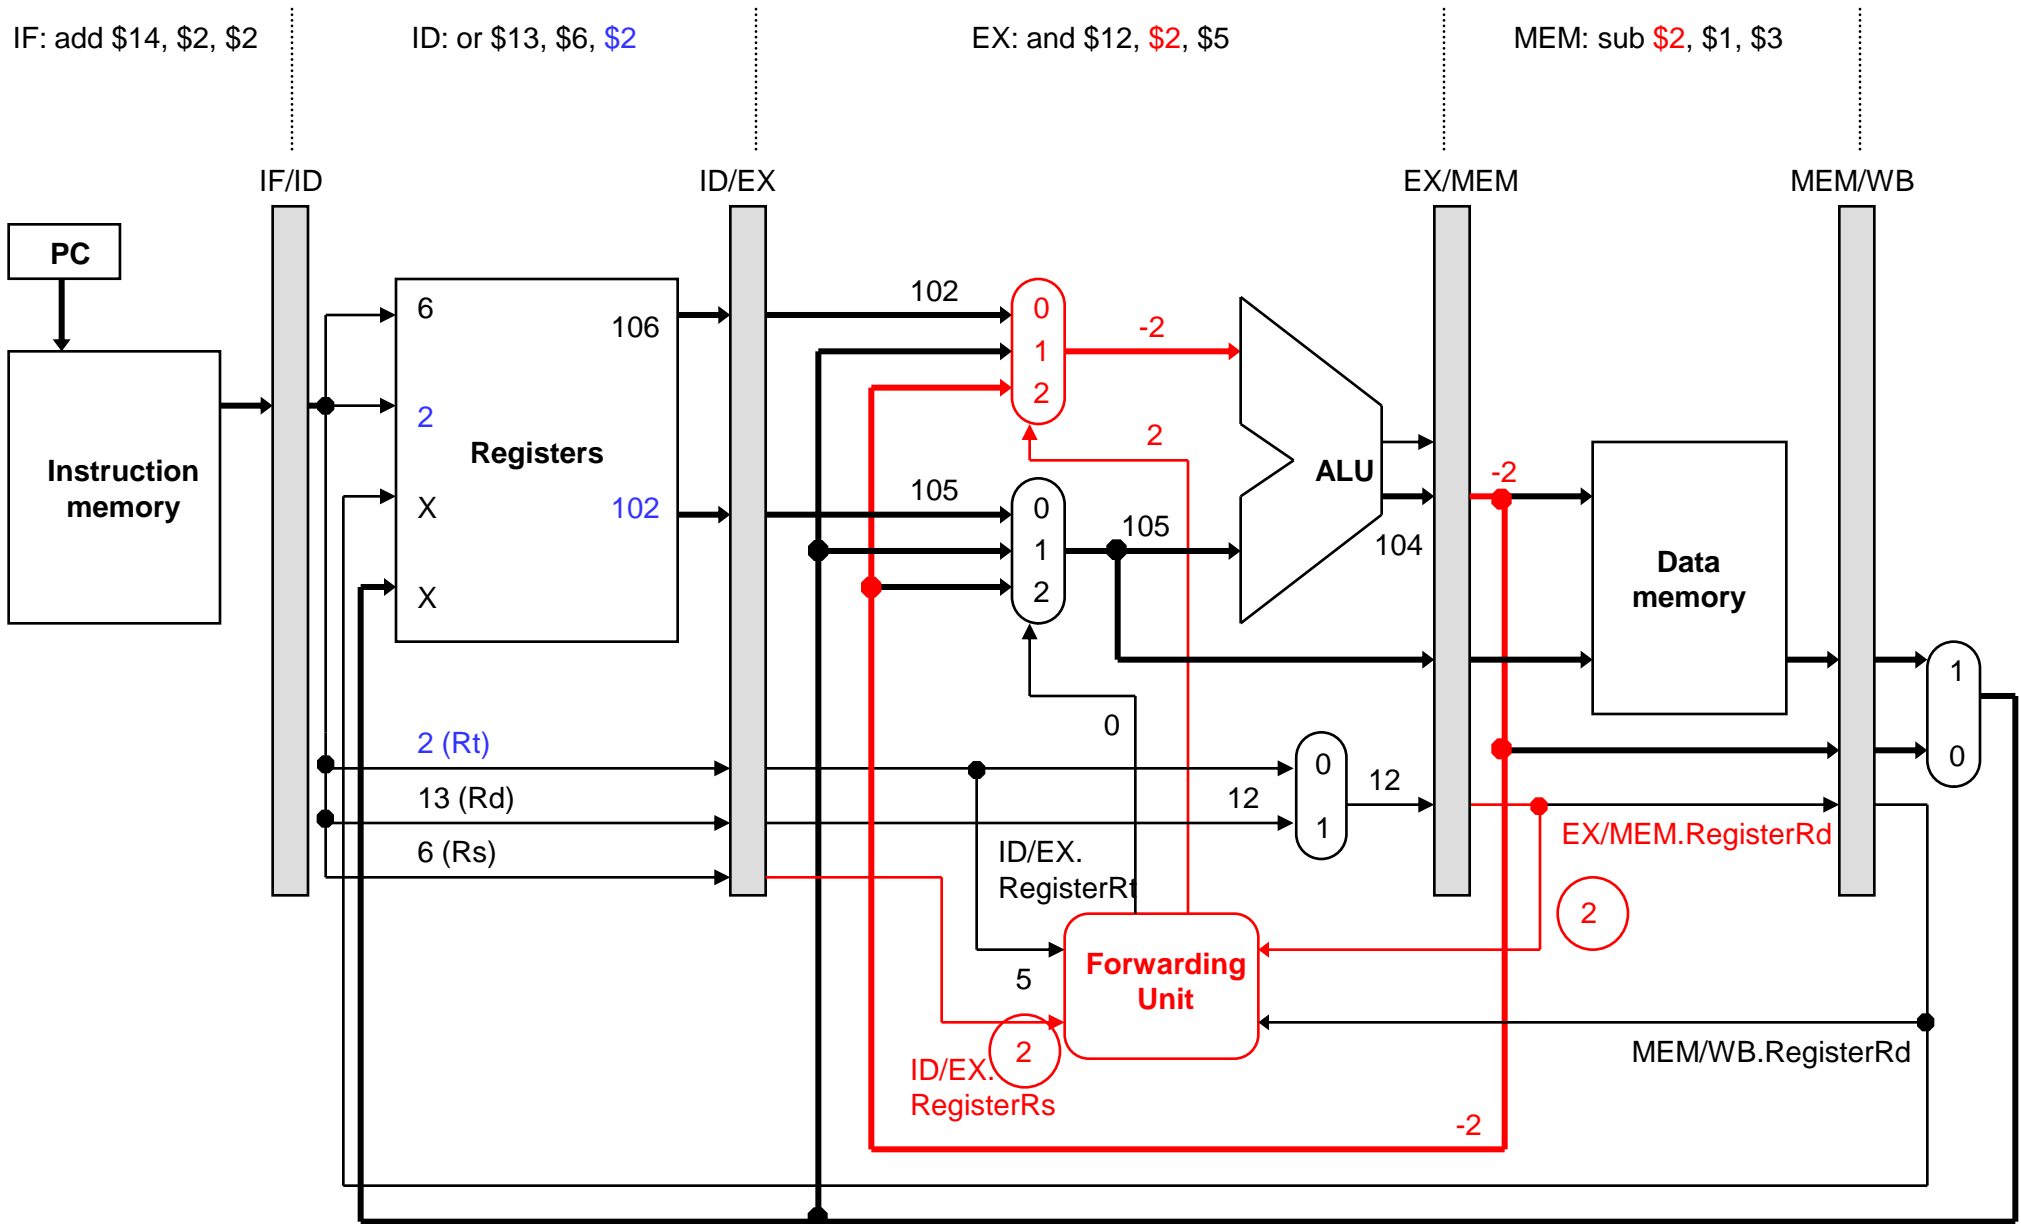 IF: add $14, $2, $2
ID: or $13, $6, $2
EX: and $12, $2, $5
MEM: sub $2, $1, $3
IF/ID
ID/EX
EX/MEM
MEM/WB
PC
Instruction
memory
6
2
X
X
Registers
106
102
102
0
1
2
-2
2
105
0
1
2
105
0
ALU
104
-2
Data
memory
1
0
2 (Rt)
13 (Rd)
6 (Rs)
12
0
1
12
ID/EX.
RegisterRt
5
2
ID/EX.
RegisterRs
Forwarding
Unit
EX/MEM.RegisterRd
2
MEM/WB.RegisterRd
-2